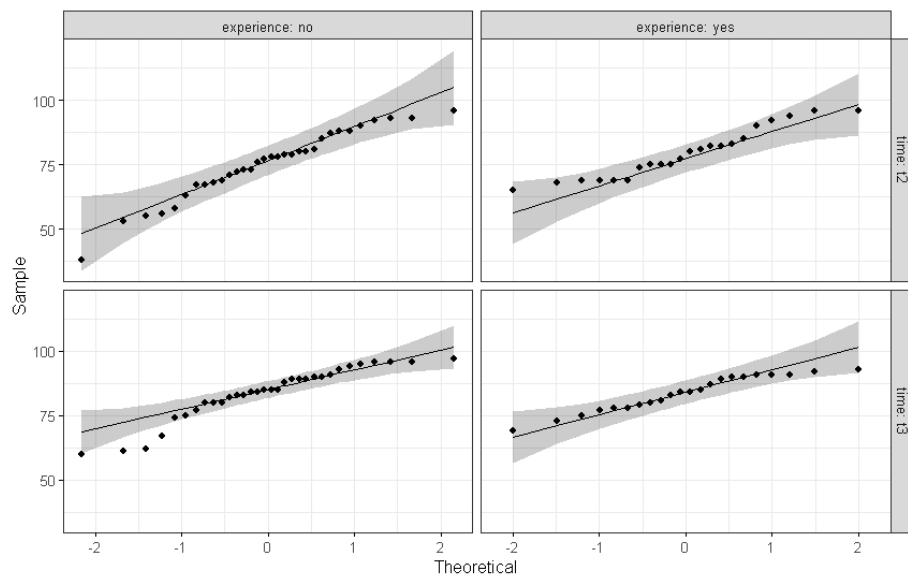 experience: no
experience: yes
100
75
50
time: t2
100
75
50
time: t3
-2
-1
0
1
2
-2
-1
0
1
2
Sample
Theoretical